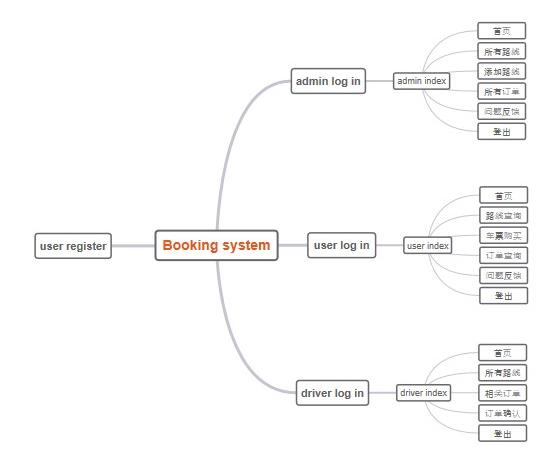 user register
Booking system
admin log in
admin index
首页
所有路线
添加路线
所有订单
问题反馈
登出
user log in
user index
首页
路线查询
车票购买
订单查询
问题反馈
登出
driver log in
driver index
首页
所有路线
相关订单
订单确认
登出